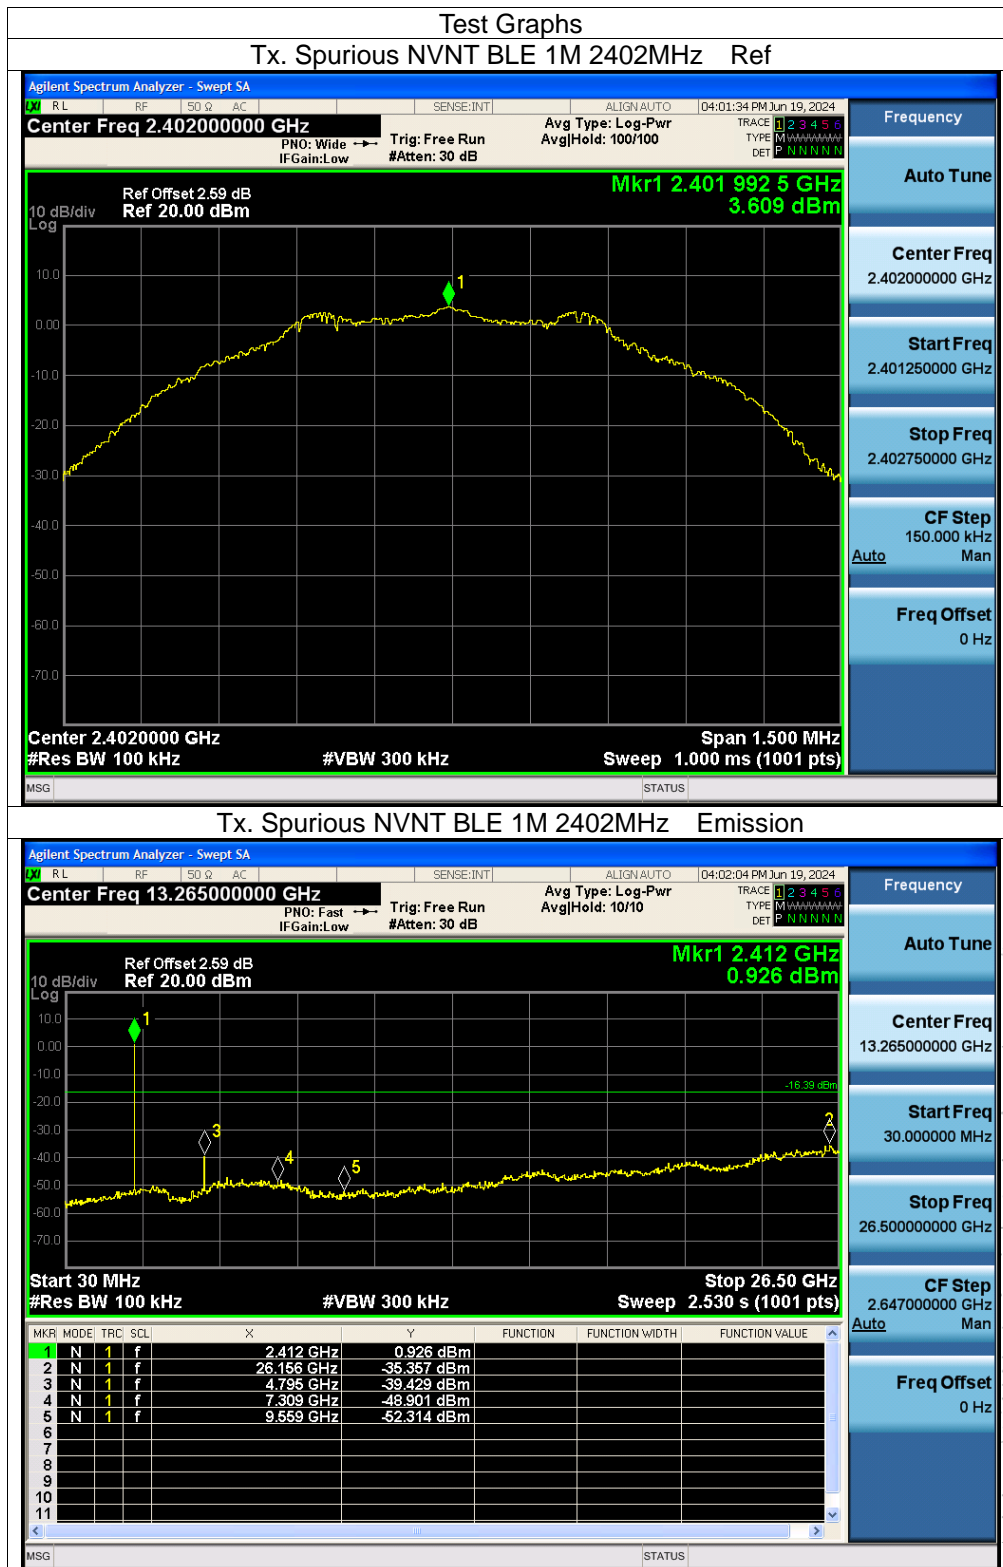 Test Graphs
Tx. Spurious NVNT BLE 1M 2402MHz Ref
Agilent Spectrum Analyzer - Swept SA
LXI RL RF 50 Ω AC SENSE:INT ALIGN AUTO 04:01:34 PM Jun 19, 2024
Center Freq 2.402000000 GHz
PNO: Wide
IFGain:Low
Trig: Free Run
#Atten: 30 dB
Avg Type: Log-Pwr
Avg|Hold: 100/100
TRACE 1 2 3 4 5 6
TYPE M
DET P N N N N N
Ref Offset 2.59 dB
Ref 20.00 dBm
10 dB/div
Log
Mkr1 2.401 992 5 GHz
3.609 dBm
1
10.0
0.00
-10.0
-20.0
-30.0
-40.0
-50.0
-60.0
-70.0
Center 2.4020000 GHz
Span 1.500 MHz
#Res BW 100 kHz #VBW 300 kHz Sweep 1.000 ms (1001 pts)
MSG STATUS
Frequency
Auto Tune
Center Freq
2.402000000 GHz
Start Freq
2.401250000 GHz
Stop Freq
2.402750000 GHz
CF Step
150.000 kHz
Auto Man
Freq Offset
0 Hz
Tx. Spurious NVNT BLE 1M 2402MHz Emission
Agilent Spectrum Analyzer - Swept SA
LXI RL RF 50 Ω AC SENSE:INT ALIGN AUTO 04:02:04 PM Jun 19, 2024
Center Freq 13.265000000 GHz
PNO: Fast
IFGain:Low
Trig: Free Run
#Atten: 30 dB
Avg Type: Log-Pwr
Avg|Hold: 10/10
TRACE 1 2 3 4 5 6
TYPE M
DET P N N N N N
Ref Offset 2.59 dB
Ref 20.00 dBm
10 dB/div
Log
Mkr1 2.412 GHz
0.926 dBm
10.0
0.00
-10.0
-20.0
-30.0
-40.0
-50.0
-60.0
-70.0
1
-16.39 dBm
2
3
4
5
Start 30 MHz Stop 26.50 GHz
#Res BW 100 kHz #VBW 300 kHz Sweep 2.530 s (1001 pts)
MKR MODE TRC SCL X Y FUNCTION FUNCTION WIDTH FUNCTION VALUE
1 N 1 f 2.412 GHz 0.926 dBm
2 N 1 f 26.156 GHz -35.357 dBm
3 N 1 f 4.795 GHz -39.429 dBm
4 N 1 f 7.309 GHz -48.901 dBm
5 N 1 f 9.559 GHz -52.314 dBm
6
7
8
9
10
11
MSG STATUS
Frequency
Auto Tune
Center Freq
13.265000000 GHz
Start Freq
30.000000 MHz
Stop Freq
26.500000000 GHz
CF Step
2.647000000 GHz
Auto Man
Freq Offset
0 Hz